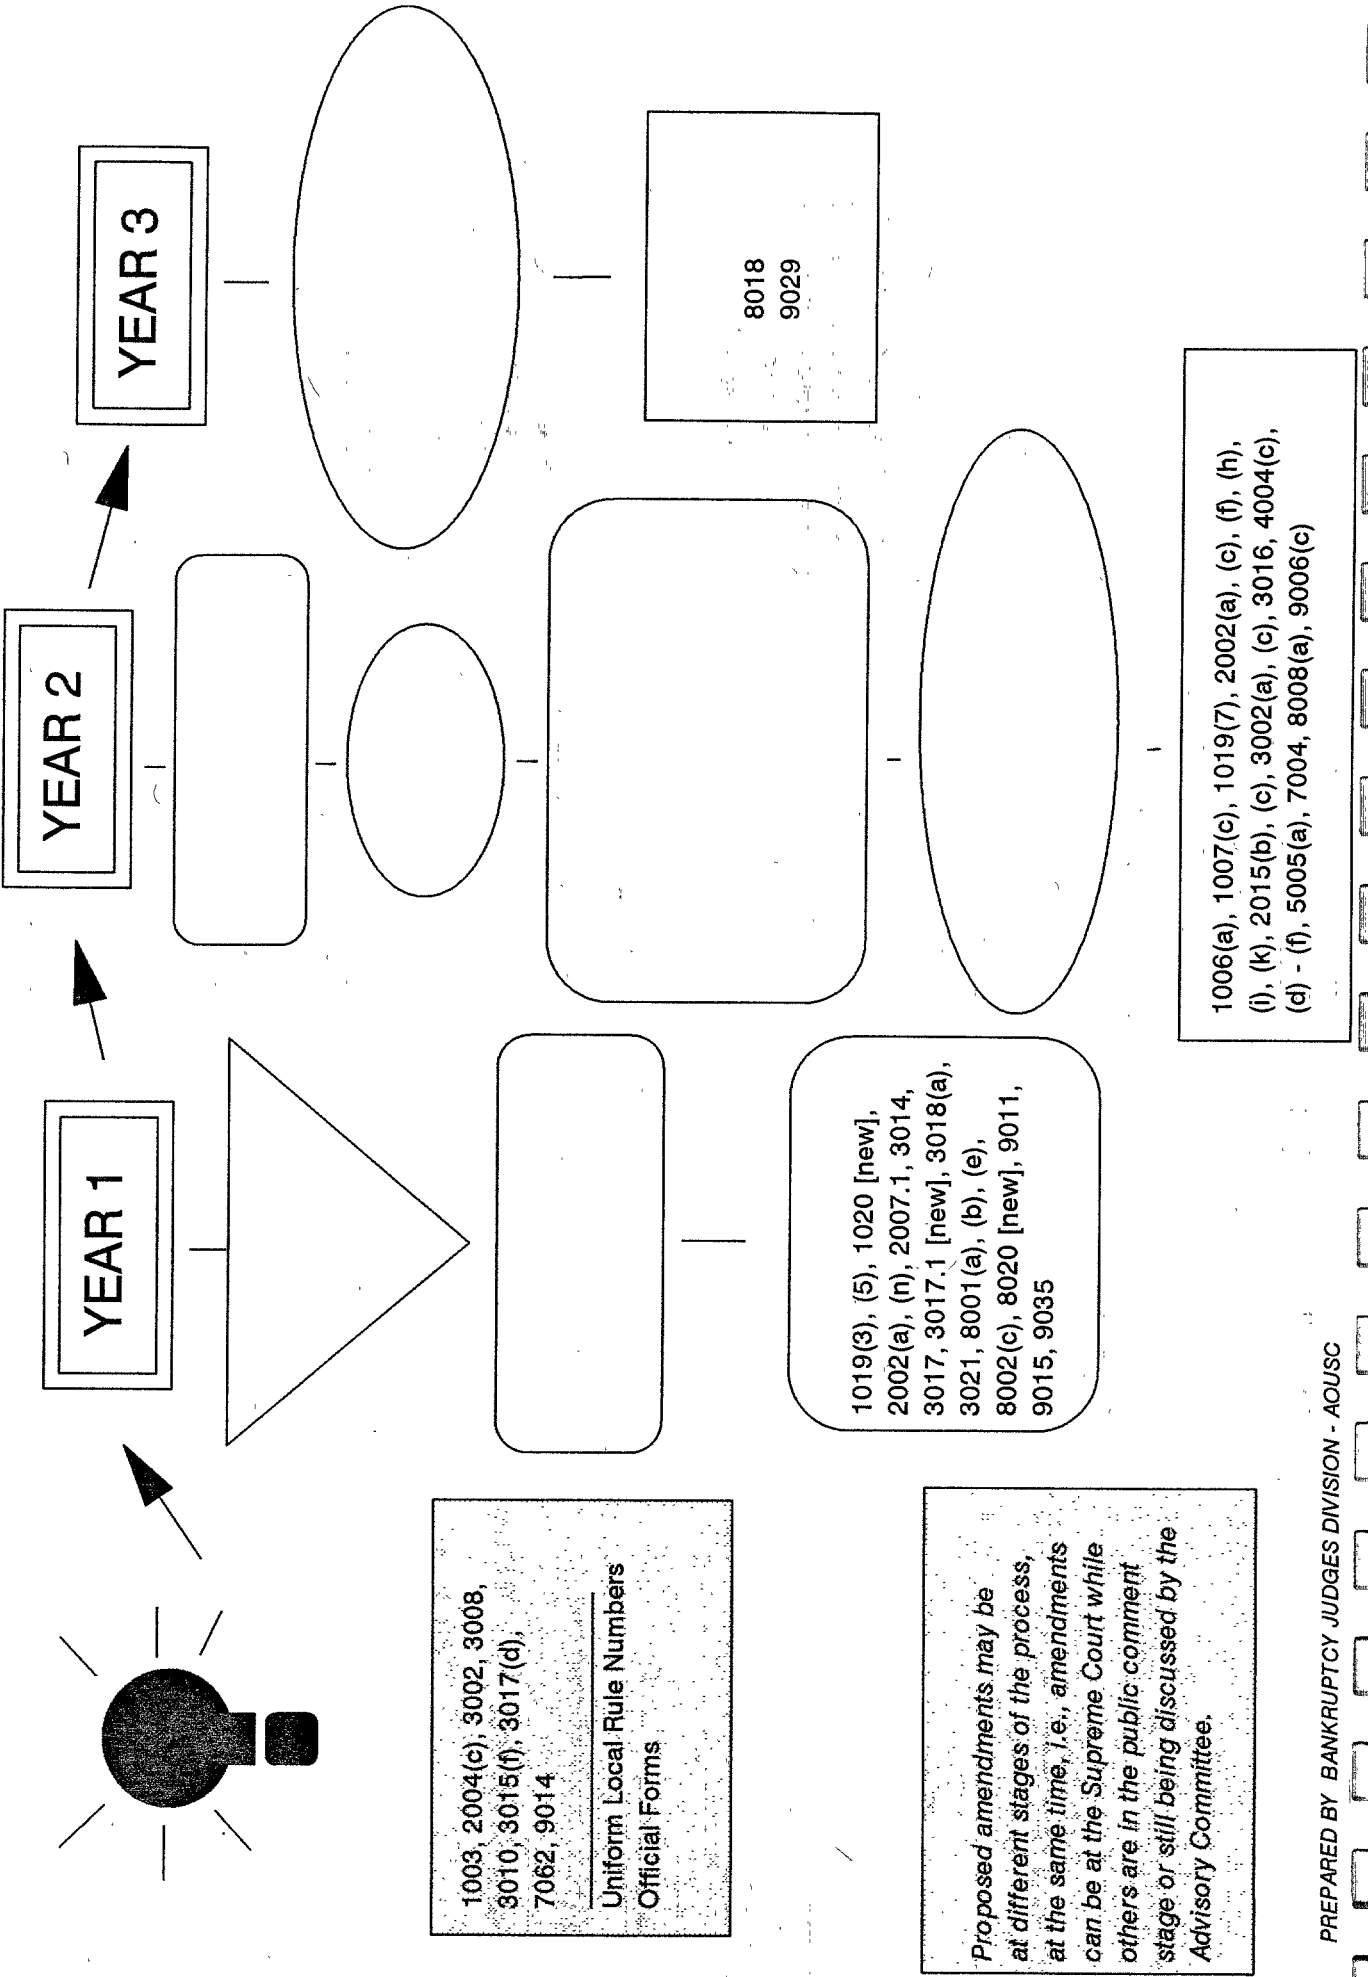 YEAR 1
YEAR 2
YEAR 3
1003, 2004(c), 3002, 3008,
3010, 3015(f), 3017(d),
7062, 9014
Uniform Local Rule Numbers
Official Forms
Proposed amendments may be
at different stages of the process,
at the same time, i.e., amendments
can be at the Supreme Court while
others are in the public comment
stage or still being discussed by the
Advisory Committee.
1019(3), (5), 1020 [new],
2002(a), (n), 2007.1, 3014,
3017, 3017.1 [new], 3018(a),
3021, 8001(a), (b), (e),
8002(c), 8020 [new], 9011,
9015, 9035
1006(a), 1007(c), 1019(7), 2002(a), (c), (f), (h),
(i), (k), 2015(b), (c), 3002(a), (c), 3016, 4004(c),
(d) - (f), 5005(a), 7004, 8008(a), 9006(c)
8018
9029
PREPARED BY BANKRUPTCY JUDGES DIVISION - AOUSC